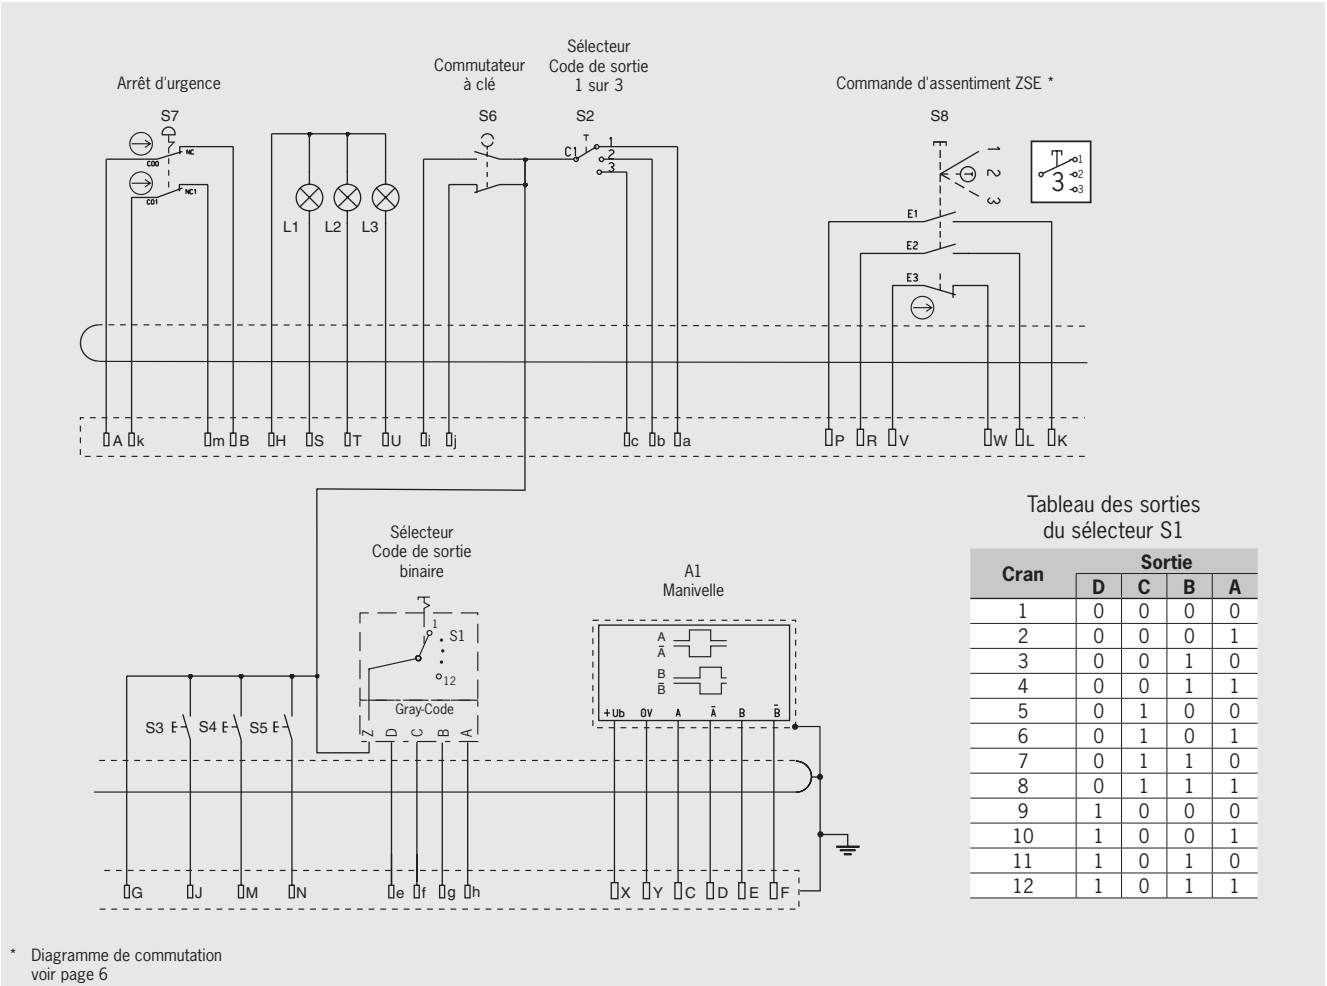 Arrêt d'urgence
S7
C00
NC
C01
NC1
L1 L2 L3
Commutateur
à clé
S6
Sélecteur
Code de sortie
1 sur 3
S2
C1
1
2
3
Commande d'assentiment ZSE *
S8
1
2
3
E1
E2
E3
3
1
2
3
A k m B H S T U i j c b a P R V W L K
Sélecteur
Code de sortie
binaire
1
S1
12
Gray-Code
Z D C B A
S3 E S4 E S5 E
A1
Manivelle
A
A̅
B
B̅
+Ub 0V A A̅ B B̅
G J M N e f g h X Y C D E F
Tableau des sorties
du sélecteur S1
Cran Sortie
D C B A
1 0 0 0 0
2 0 0 0 1
3 0 0 1 0
4 0 0 1 1
5 0 1 0 0
6 0 1 0 1
7 0 1 1 0
8 0 1 1 1
9 1 0 0 0
10 1 0 0 1
11 1 0 1 0
12 1 0 1 1
* Diagramme de commutation
voir page 6